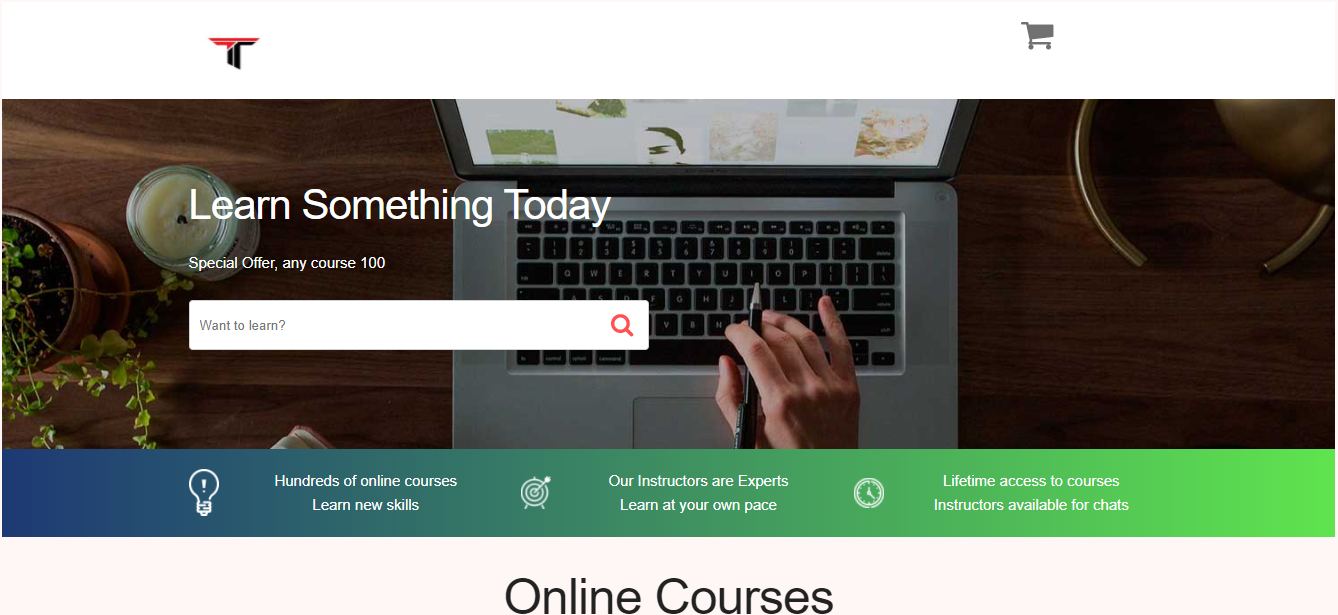 Learn Something Today
Special Offer, any course 100
Want to learn?
Hundreds of online courses
Learn new skills
Our Instructors are Experts
Learn at your own pace
Lifetime access to courses
Instructors available for chats
Online Courses